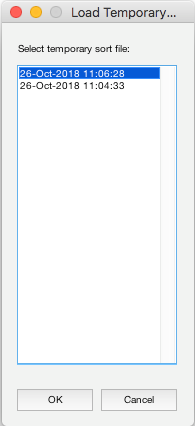 Load Temporary...
Select temporary sort file:
26-Oct-2018 11:06:28
26-Oct-2018 11:04:33
OK
Cancel